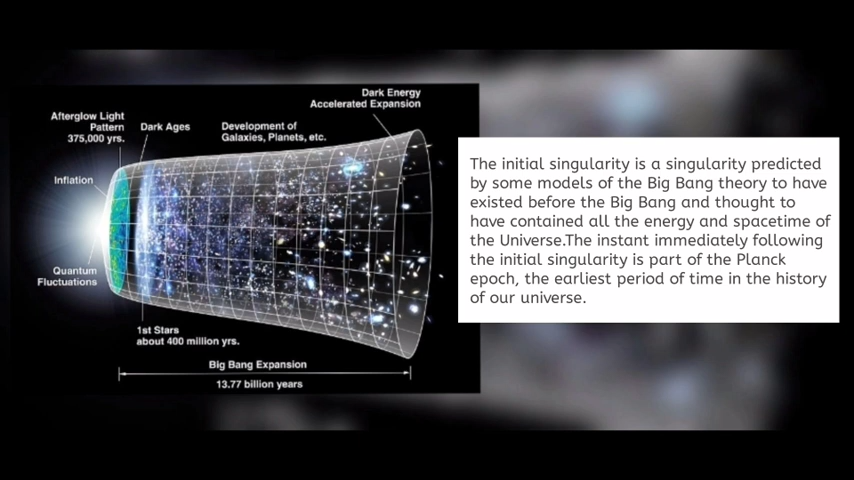 Dark Energy
Accelerated Expansion
Afterglow Light
Pattern
375,000 yrs.
Dark Ages
Development of
Galaxies, Planets, etc.
Inflation
Quantum
Fluctuations
1st Stars
about 400 million yrs.
Big Bang Expansion
13.77 billion years
The initial singularity is a singularity predicted
by some models of the Big Bang theory to have
existed before the Big Bang and thought to
have contained all the energy and spacetime of
the Universe.The instant immediately following
the initial singularity is part of the Planck
epoch, the earliest period of time in the history
of our universe.